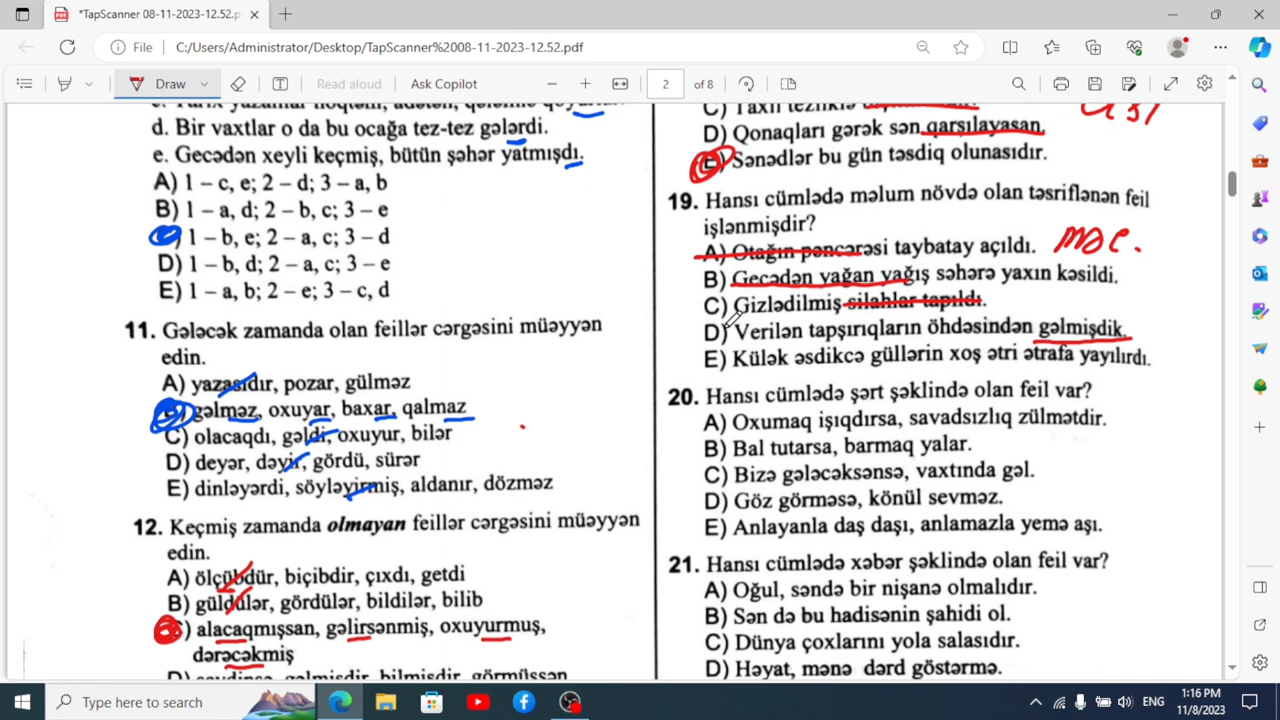 *TapScanner 08-11-2023-12.52.pdf
File
C:/Users/Administrator/Desktop/TapScanner%2008-11-2023-12.52.pdf
Draw
Read aloud
Ask Copilot
2
of 8
d. Bir vaxtlar o da bu ocağa tez-tez gələrdi.
e. Gecədən xeyli keçmiş, bütün şəhər yatmışdı.
A) 1 – c, e; 2 – d; 3 – a, b
B) 1 – a, d; 2 – b, c; 3 – e
) 1 – b, e; 2 – a, c; 3 – d
D) 1 – b, d; 2 – a, c; 3 – e
E) 1 – a, b; 2 – e; 3 – c, d
11. Gələcək zamanda olan feillər cərgəsini müəyyən
edin.
A) yazasıdır, pozar, gülməz
B) gəlməz, oxuyar, baxar, qalmaz
C) olacaqdı, gəldi, oxuyur, bilər
D) deyər, dəyir, gördü, sürər
E) dinləyərdi, söyləyirmiş, aldanır, dözməz
12. Keçmiş zamanda olmayan feillər cərgəsini müəyyən
edin.
A) ölçübdür, biçibdir, çıxdı, getdi
B) güldülər, gördülər, bildilər, bilib
) alacaqmışsan, gəlirsənmiş, oxuyurmuş,
dərəcəkmiş
D) Qonaqları gərək sən qarşılayasan.
E) Sənədlər bu gün təsdiq olunasıdır.
19. Hansı cümlədə məlum növdə olan təsriflənən feil
işlənmişdir?
A) Otağın pəncərəsi taybatay açıldı. məc.
B) Gecədən yağan yağış səhərə yaxın kəsildi.
C) Gizlədilmiş silahlar tapıldı.
D) Verilən tapşırıqların öhdəsindən gəlmişdik.
E) Külək əsdikcə güllərin xoş ətri ətrafa yayılırdı.
20. Hansı cümlədə şərt şəklində olan feil var?
A) Oxumaq işıqdırsa, savadsızlıq zülmətdir.
B) Bal tutarsa, barmaq yalar.
C) Bizə gələcəksənsə, vaxtında gəl.
D) Göz görməsə, könül sevməz.
E) Anlayanla daş daşı, anlamazla yemə aşı.
21. Hansı cümlədə xəbər şəklində olan feil var?
A) Oğul, səndə bir nişanə olmalıdır.
B) Sən də bu hadisənin şahidi ol.
C) Dünya çoxlarını yola salasıdır.
D) Həyat, mənə dərd göstərmə.
Type here to search
ENG
1:16 PM
11/8/2023